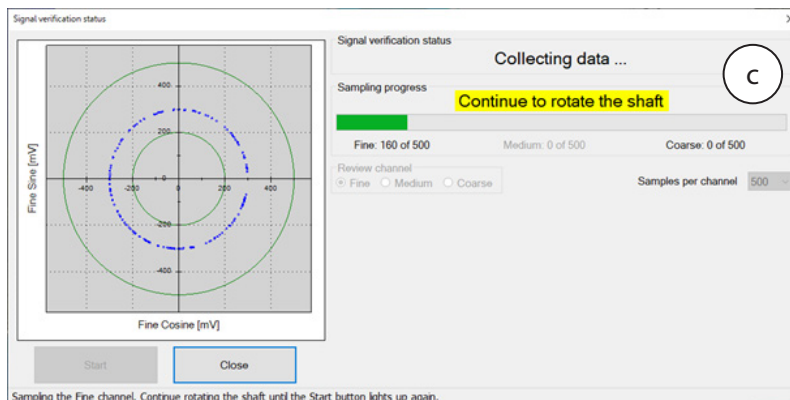 Signal verification status
Signal verification status
Collecting data ...
C
Sampling progress
Continue to rotate the shaft
Fine: 160 of 500
Medium: 0 of 500
Coarse: 0 of 500
Review channel
Fine
Medium
Coarse
Samples per channel
500
Fine Sine [mV]
400
200
0
-200
-400
-400
-200
0
200
400
Fine Cosine [mV]
Start
Close
Sampling the Fine channel. Continue rotating the shaft until the Start button lights up again.